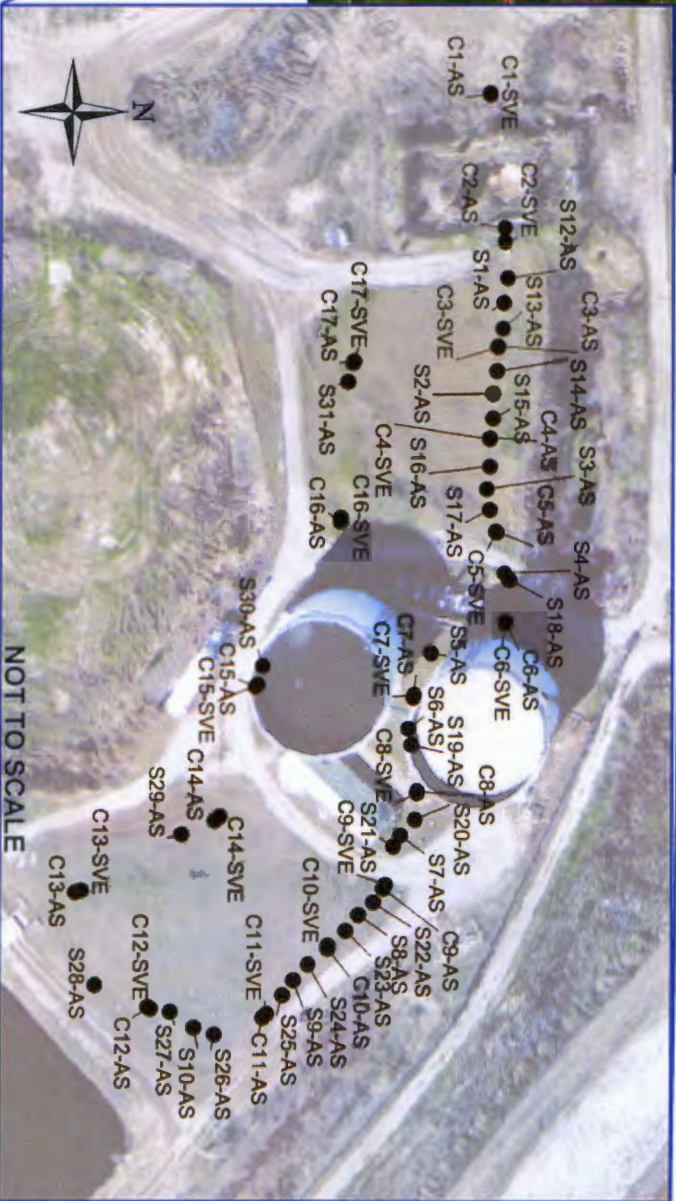 C1-SVE
C1-AS
C2-SVE
C2-AS
S12-AS
S1-AS
S13-AS
C3-AS
C3-SVE
S14-AS
S2-AS
S15-AS
C4-AS
C4-SVE
S16-AS
S3-AS
S17-AS
C5-AS
C5-SVE
S4-AS
S18-AS
C6-AS
C6-SVE
C17-SVE
C17-AS
S31-AS
C16-SVE
C16-AS
S5-AS
C7-AS
C7-SVE
S6-AS
S19-AS
C8-AS
C8-SVE
S20-AS
S7-AS
S21-AS
C9-SVE
C9-AS
S22-AS
S8-AS
S23-AS
C10-SVE
C10-AS
S24-AS
S9-AS
S25-AS
C11-SVE
C11-AS
S30-AS
C15-AS
C15-SVE
C14-AS
C14-SVE
S29-AS
C13-SVE
C13-AS
S28-AS
C12-SVE
C12-AS
S27-AS
S10-AS
S26-AS
N
NOT TO SCALE